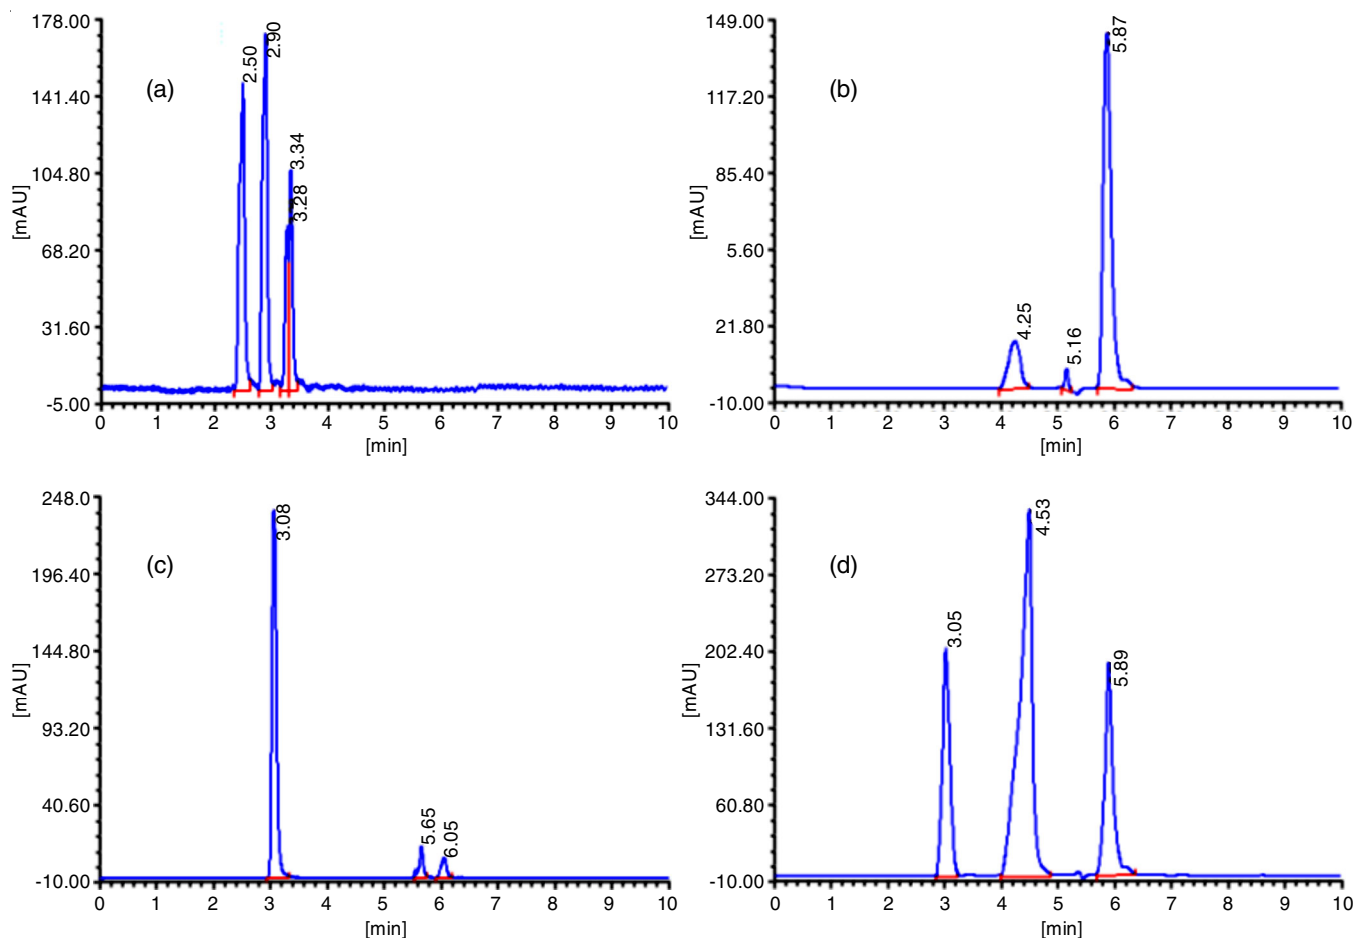 (a)
178.00
141.40
104.80
68.20
31.60
-5.00
[mAU]
2.50
2.90
3.28
3.34
0 1 2 3 4 5 6 7 8 9 10
[min]
(b)
149.00
117.20
85.40
5.60
21.80
-10.00
[mAU]
4.25
5.16
5.87
0 1 2 3 4 5 6 7 8 9 10
[min]
(c)
248.0
196.40
144.80
93.20
40.60
-10.00
[mAU]
3.08
5.65
6.05
0 1 2 3 4 5 6 7 8 9 10
[min]
(d)
344.00
273.20
202.40
131.60
60.80
-10.00
[mAU]
3.05
4.53
5.89
0 1 2 3 4 5 6 7 8 9 10
[min]